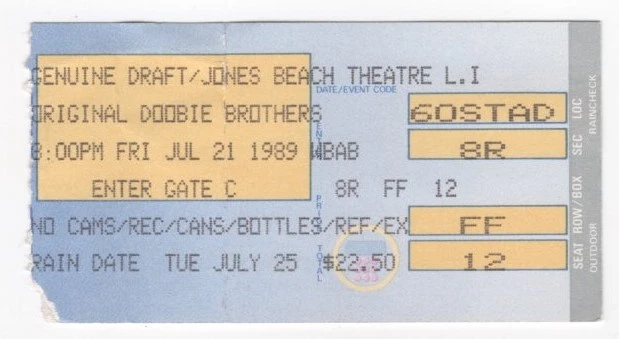 GENUINE DRAFT/JONES BEACH THEATRE L.I
DATE/EVENT CODE
ORIGINAL DOOBIE BROTHERS 60STAD
8:00PM FRI JUL 21 1989 WBAB 8R
ENTER GATE C 8R FF 12
NO CAMS/REC/CANS/BOTTLES/REF/EX FF
RAIN DATE TUE JULY 25 $22.50 12
TOTAL
SEAT ROW/BOX SEC LOC
OUTDOOR RAINCHECK